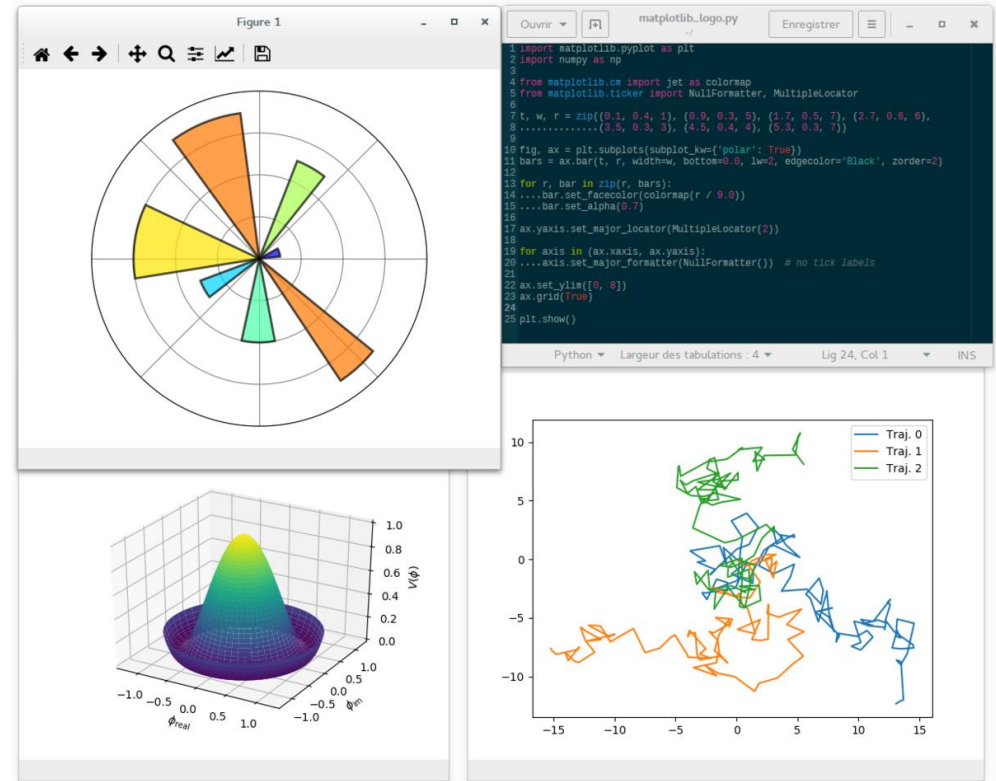 Figure 1
Ouvrir
matplotlib_logo.py
~/
Enregistrer
1 import matplotlib.pyplot as plt
2 import numpy as np
3
4 from matplotlib.cm import jet as colormap
5 from matplotlib.ticker import NullFormatter, MultipleLocator
6
7 t, w, r = zip((0.1, 0.4, 1), (0.9, 0.3, 5), (1.7, 0.5, 7), (2.7, 0.6, 6),
8 ..............(3.5, 0.3, 3), (4.5, 0.4, 4), (5.3, 0.3, 7))
9
10 fig, ax = plt.subplots(subplot_kw={'polar': True})
11 bars = ax.bar(t, r, width=w, bottom=0.0, lw=2, edgecolor='Black', zorder=2)
12
13 for r, bar in zip(r, bars):
14 ....bar.set_facecolor(colormap(r / 9.0))
15 ....bar.set_alpha(0.7)
16
17 ax.yaxis.set_major_locator(MultipleLocator(2))
18
19 for axis in (ax.xaxis, ax.yaxis):
20 ....axis.set_major_formatter(NullFormatter())  # no tick labels
21
22 ax.set_ylim([0, 8])
23 ax.grid(True)
24
25 plt.show()
Python
Largeur des tabulations : 4
Lig 24, Col 1
INS
1.0
0.8
0.6
0.4
0.2
0.0
V(ϕ)
−1.0
−0.5
0.0
0.5
1.0
ϕreal
1.0
0.5
0.0
−0.5
−1.0
ϕim
Traj. 0
Traj. 1
Traj. 2
10
5
0
−5
−10
−15
−10
−5
0
5
10
15